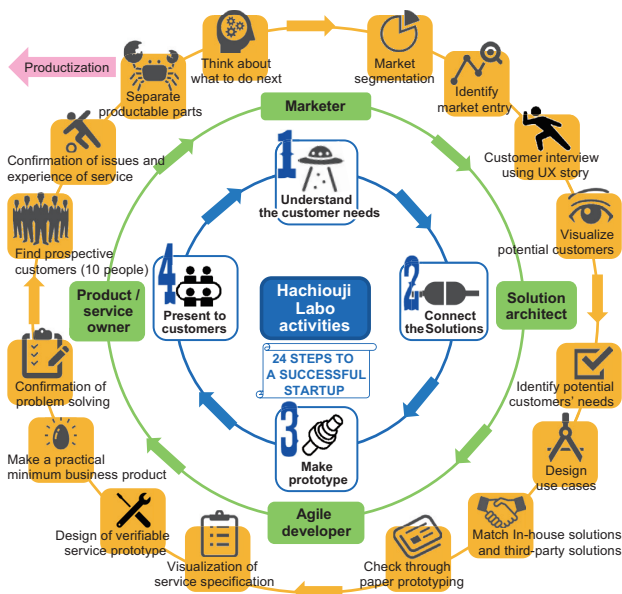 Think about
what to do next
Market
segmentation
Identify
market entry
Customer interview
using UX story
Visualize
potential customers
Identify potential
customers' needs
Design
use cases
Match In-house solutions
and third-party solutions
Check through
paper prototyping
Visualization of
service specification
Design of verifiable
service prototype
Make a practical
minimum business product
Confirmation of
problem solving
Find prospective
customers (10 people)
Confirmation of issues and
experience of service
Separate
productable parts
Productization
Marketer
Solution
architect
Agile
developer
Product /
service
owner
1
Understand
the customer needs
2
Connect
the Solutions
3
Make
prototype
4
Present to
customers
Hachiouji
Labo
activities
24 STEPS TO
A SUCCESSFUL
STARTUP